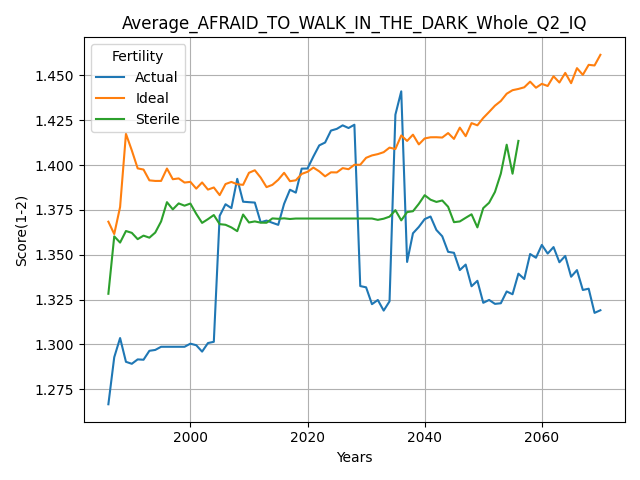 Average_AFRAID_TO_WALK_IN_THE_DARK_Whole_Q2_IQ
Fertility
Actual
Ideal
Sterile
Score(1-2)
1.450
1.425
1.400
1.375
1.350
1.325
1.300
1.275
2000
2020
2040
2060
Years